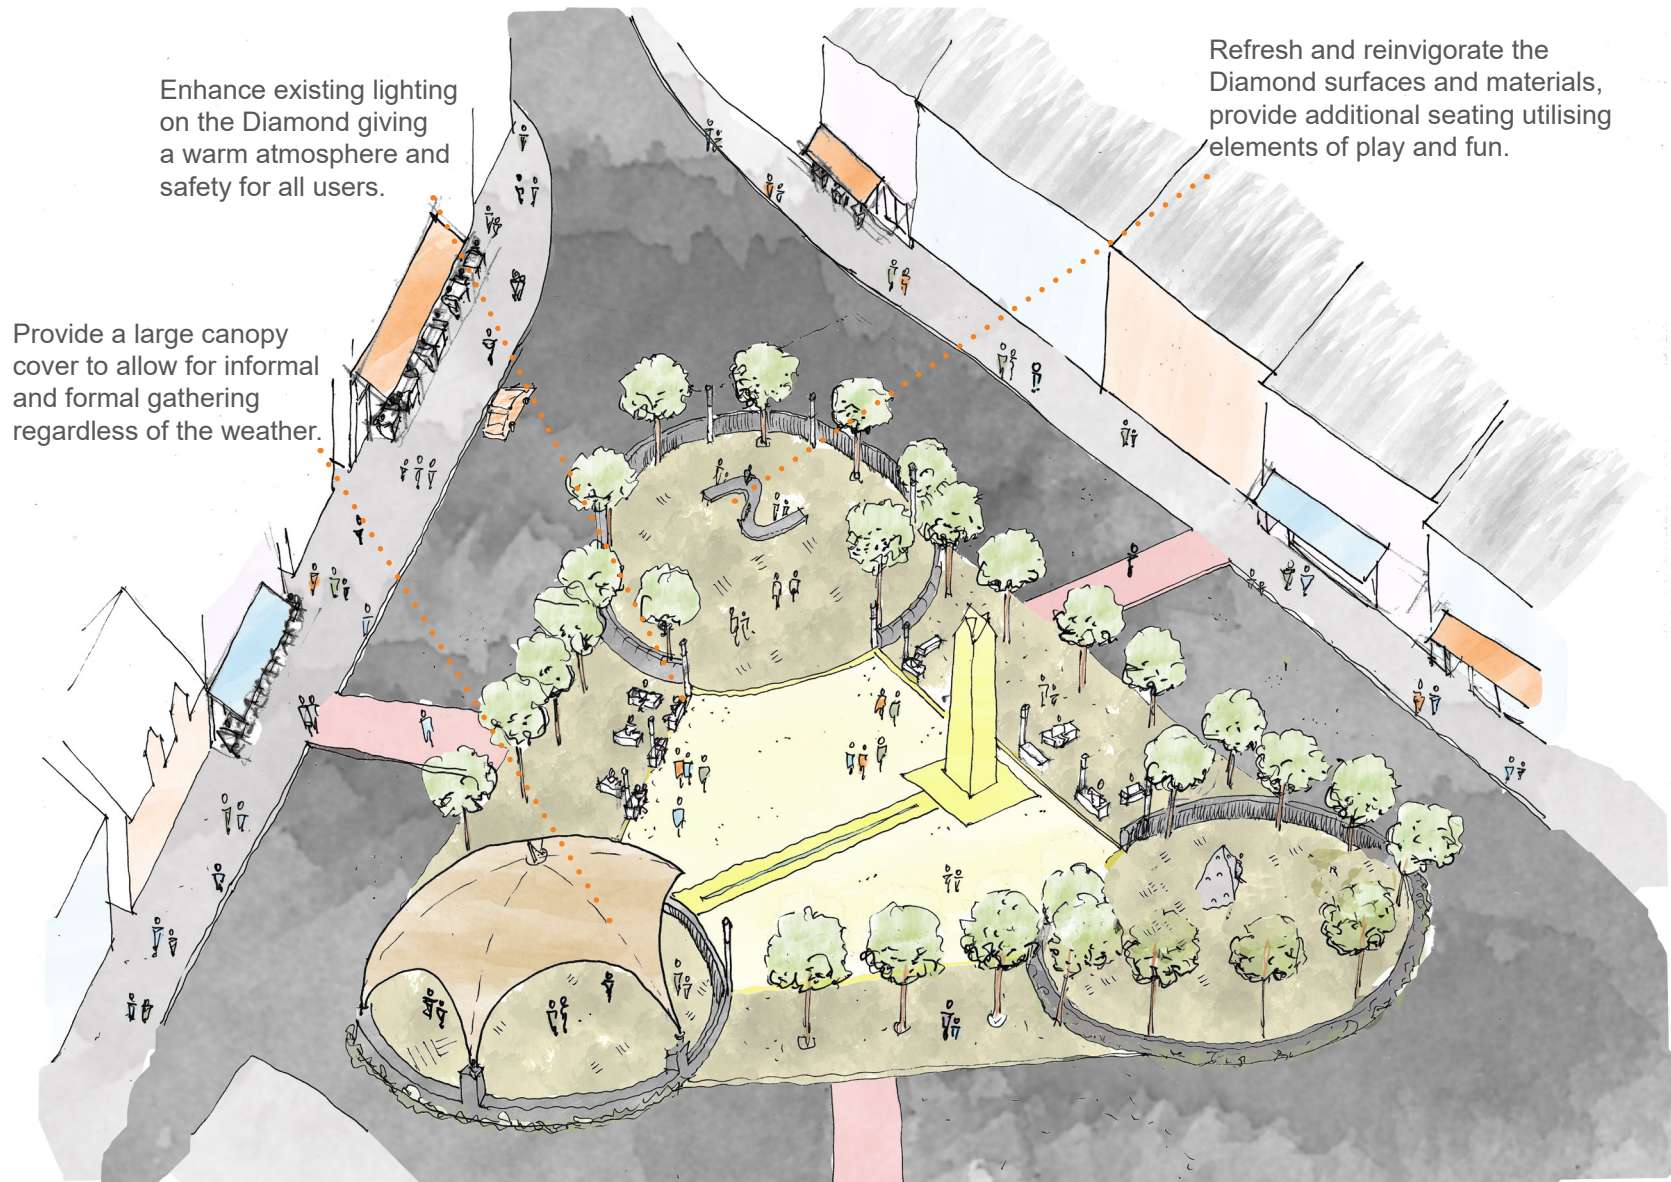 Enhance existing lighting
on the Diamond giving
a warm atmosphere and
safety for all users.
Refresh and reinvigorate the
Diamond surfaces and materials,
provide additional seating utilising
elements of play and fun.
Provide a large canopy
cover to allow for informal
and formal gathering
regardless of the weather.